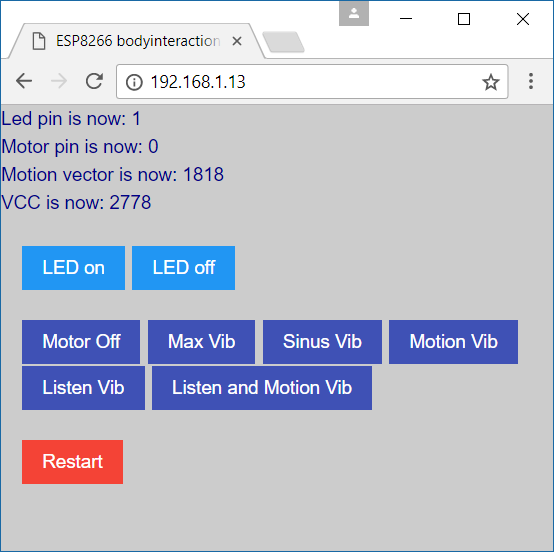 ESP8266 bodyinteraction
192.168.1.13
Led pin is now: 1
Motor pin is now: 0
Motion vector is now: 1818
VCC is now: 2778
LED on LED off
Motor Off Max Vib Sinus Vib Motion Vib
Listen Vib Listen and Motion Vib
Restart